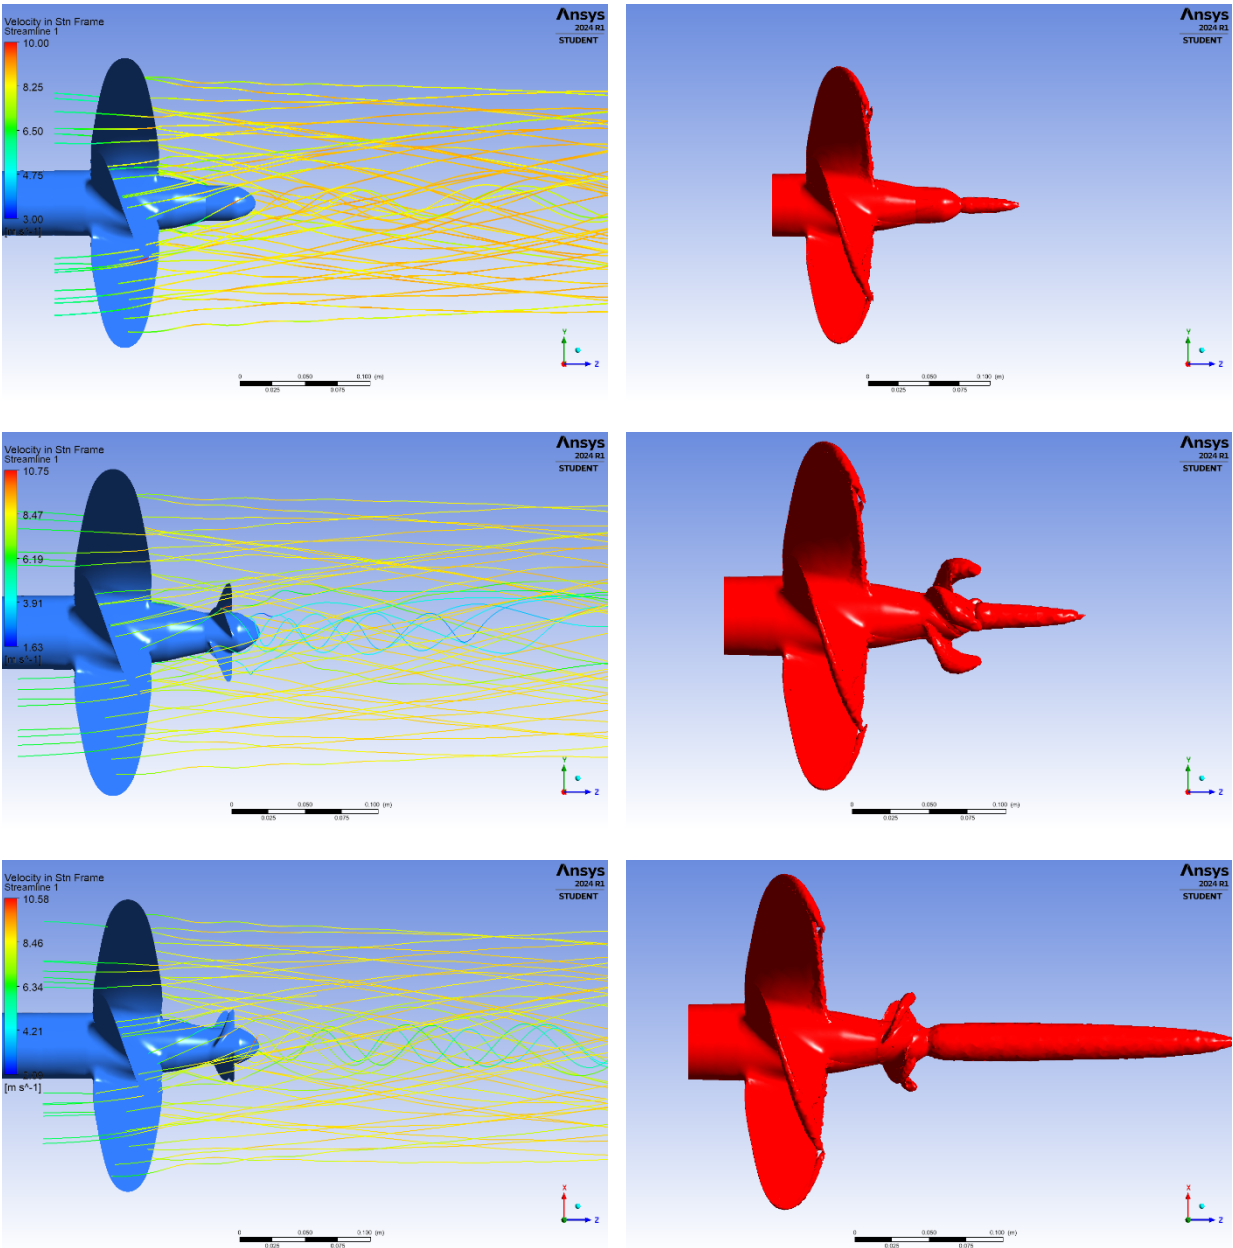 Velocity in Stn Frame
Streamline 1
10.00
8.25
6.50
4.75
3.00
[m s^-1]
Ansys
2024 R1
STUDENT
Y
Z
0 0.050 0.100 (m)
0.025 0.075
Ansys
2024 R1
STUDENT
Y
Z
0 0.050 0.100 (m)
0.025 0.075
Velocity in Stn Frame
Streamline 1
10.75
8.47
6.19
3.91
1.63
[m s^-1]
Ansys
2024 R1
STUDENT
Y
Z
0 0.050 0.100 (m)
0.025 0.075
Ansys
2024 R1
STUDENT
Y
Z
0 0.050 0.100 (m)
0.025 0.075
Velocity in Stn Frame
Streamline 1
10.58
8.46
6.34
4.21
[m s^-1]
Ansys
2024 R1
STUDENT
X
Z
0 0.050 0.100 (m)
0.025 0.075
Ansys
2024 R1
STUDENT
X
Z
0 0.050 0.100 (m)
0.025 0.075